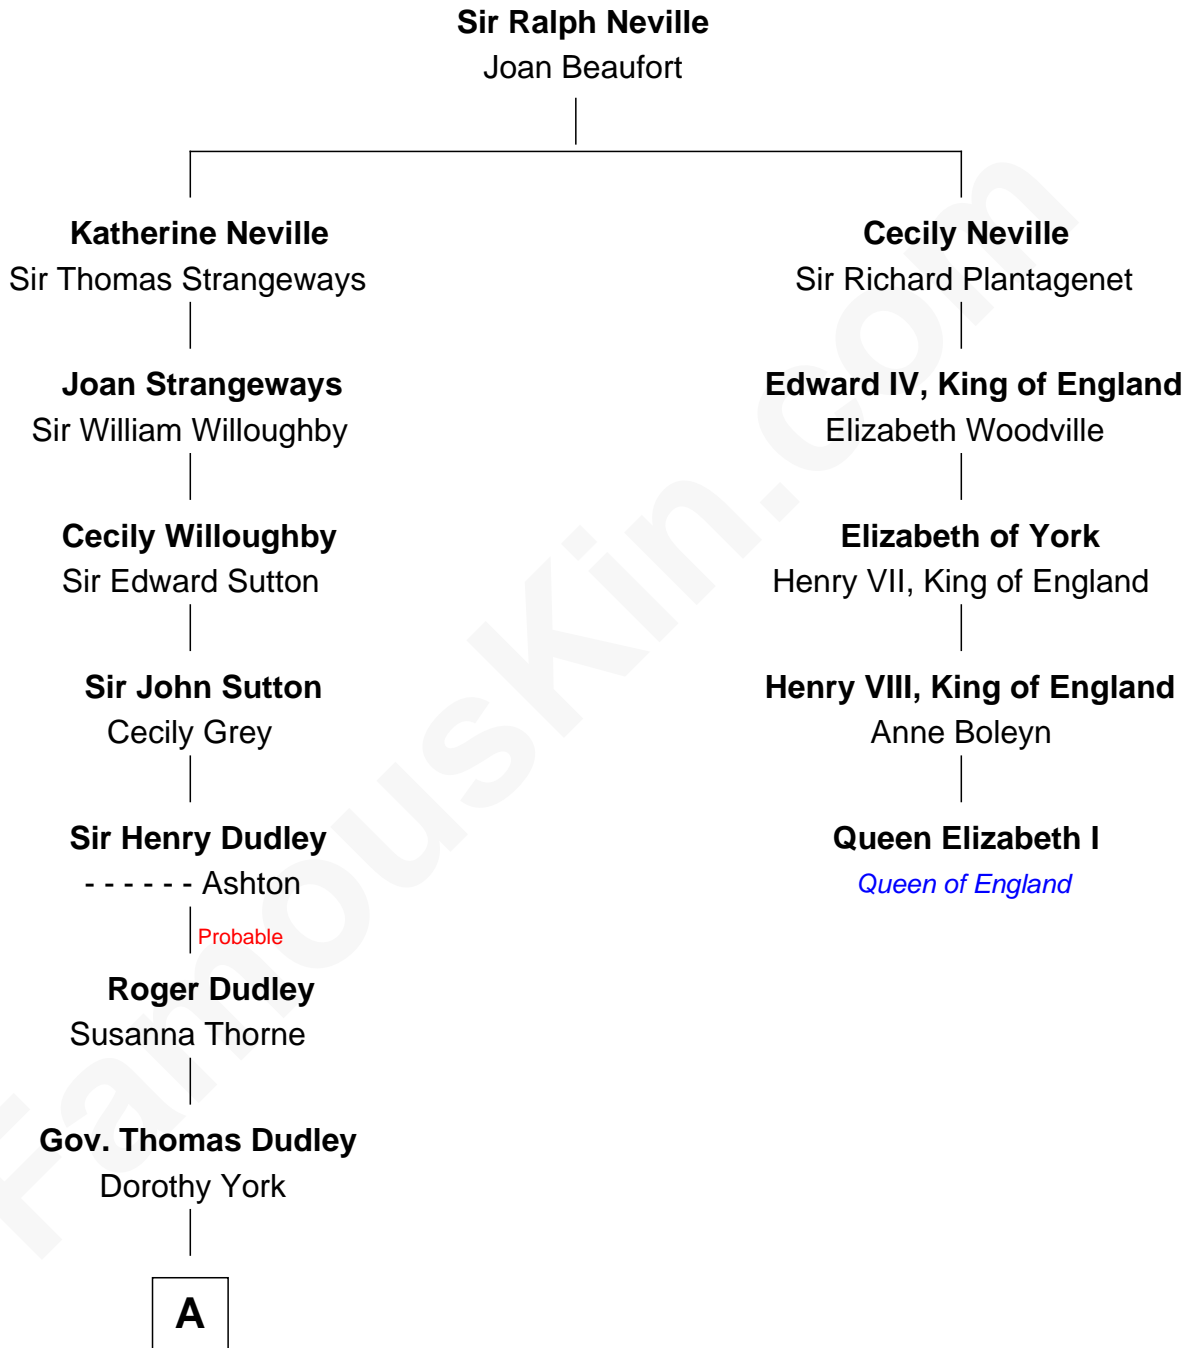 Sir Ralph Neville
Joan Beaufort
Katherine Neville
Sir Thomas Strangeways
Joan Strangeways
Sir William Willoughby
Cecily Willoughby
Sir Edward Sutton
Sir John Sutton
Cecily Grey
Sir Henry Dudley
- - - - - - Ashton
Probable
Roger Dudley
Susanna Thorne
Gov. Thomas Dudley
Dorothy York
A
Cecily Neville
Sir Richard Plantagenet
Edward IV, King of England
Elizabeth Woodville
Elizabeth of York
Henry VII, King of England
Henry VIII, King of England
Anne Boleyn
Queen Elizabeth I
Queen of England
FamousKin.com